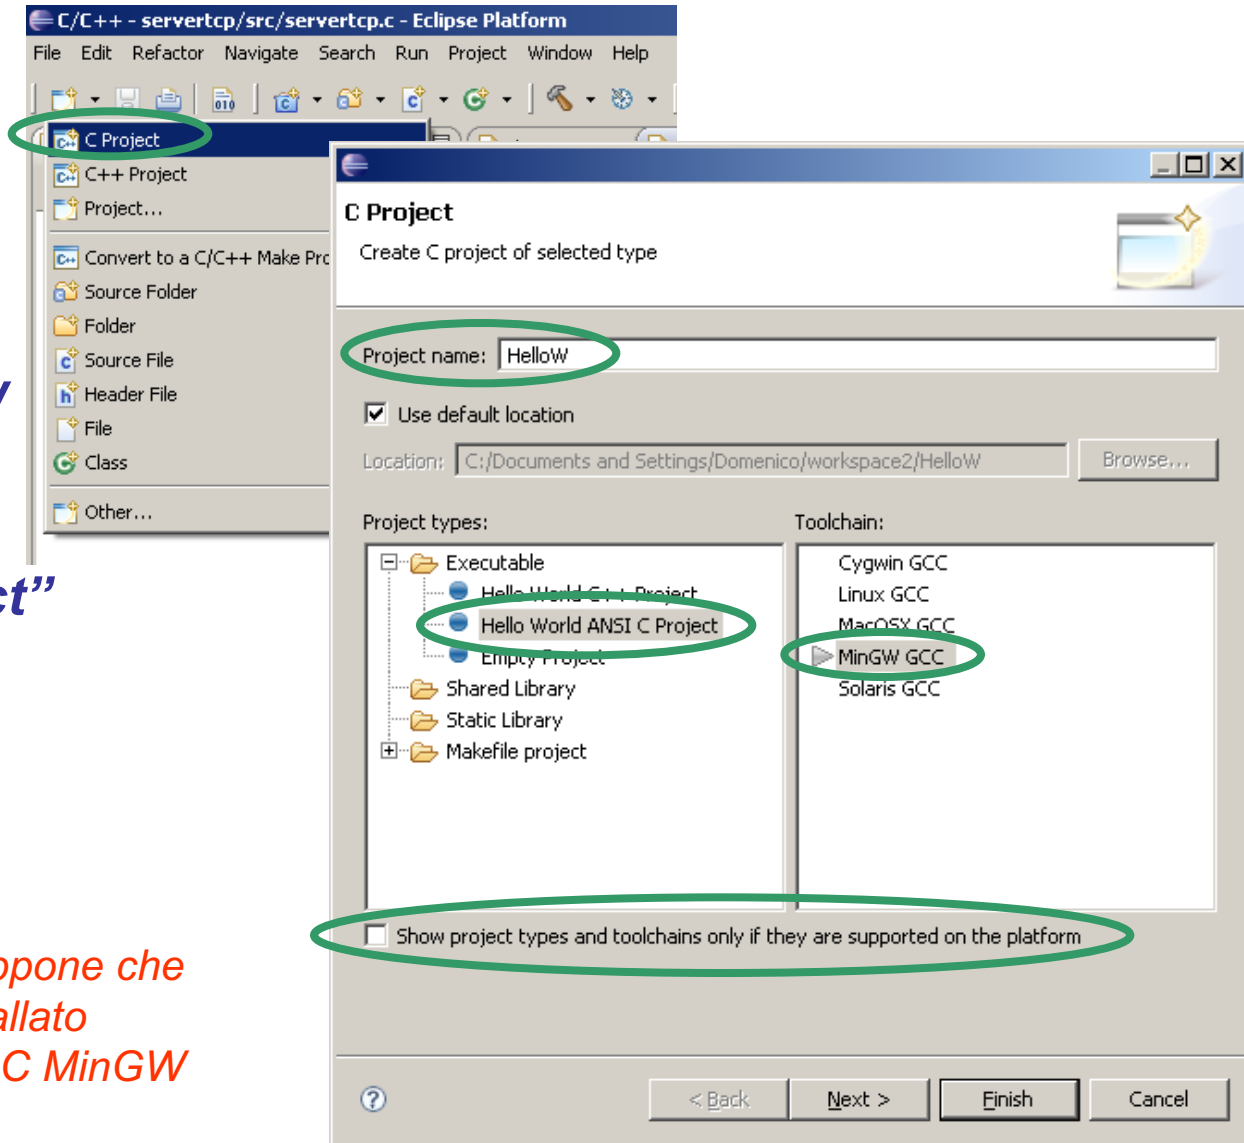 C/C++ - servertcp/src/servertcp.c - Eclipse Platform
File Edit Refactor Navigate Search Run Project Window Help
010
C Project
C++ Project
Project...
Convert to a C/C++ Make Pro
Source Folder
Folder
Source File
Header File
File
Class
Other...
C Project
Create C project of selected type
Project name: HelloW
Use default location
Location: C:/Documents and Settings/Domenico/workspace2/HelloW Browse...
Project types:
Executable
Hello World C++ Project
Hello World ANSI C Project
Empty Project
Shared Library
Static Library
Makefile project
Toolchain:
Cygwin GCC
Linux GCC
MacOSX GCC
MinGW GCC
Solaris GCC
Show project types and toolchains only if they are supported on the platform
< Back Next > Finish Cancel
ct”
ppone che
allato
C MinGW